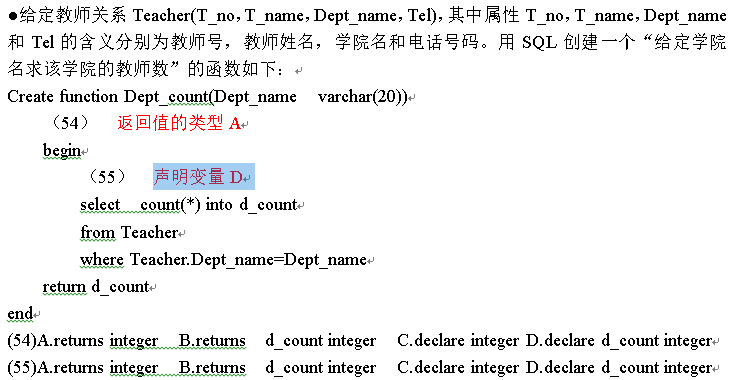 ●给定教师关系 Teacher(T_no，T_name，Dept_name，Tel)，其中属性 T_no，T_name，Dept_name
和 Tel 的含义分别为教师号，教师姓名，学院名和电话号码。用 SQL 创建一个“给定学院
名求该学院的教师数”的函数如下：
Create function Dept_count(Dept_name varchar(20))
（54） 返回值的类型 A
begin
（55） 声明变量 D
select count(*) into d_count
from Teacher
where Teacher.Dept_name=Dept_name
return d_count
end
(54)A.returns integer B.returns d_count integer C.declare integer D.declare d_count integer
(55)A.returns integer B.returns d_count integer C.declare integer D.declare d_count integer